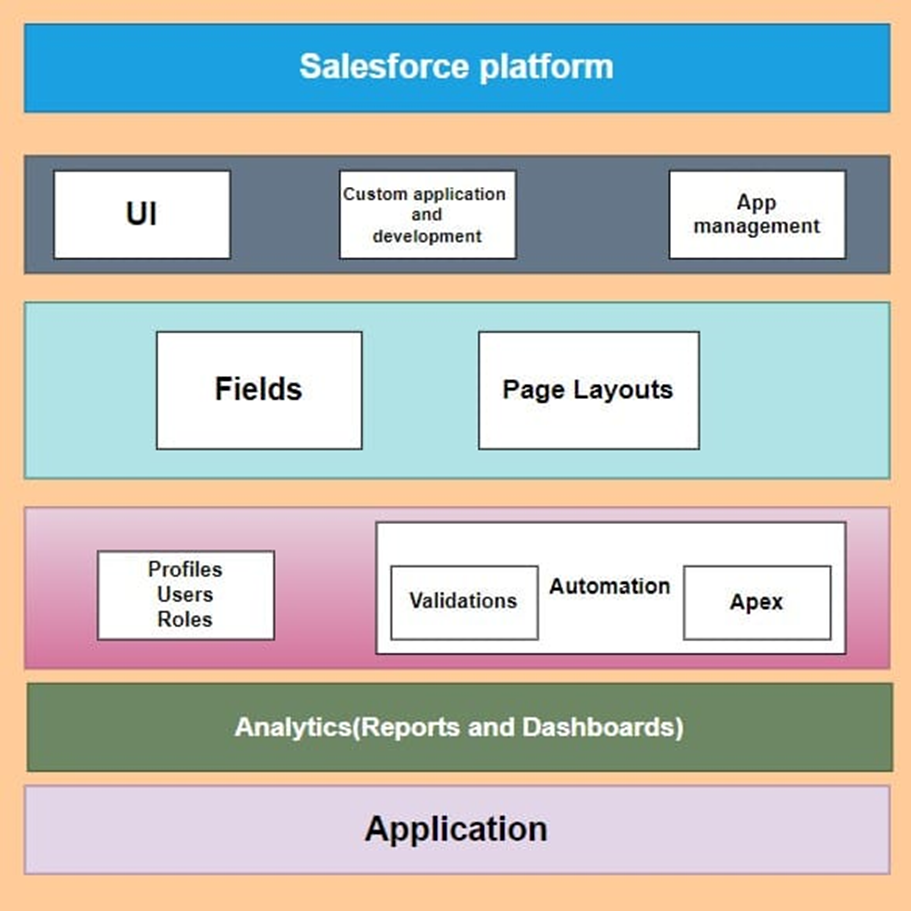 Salesforce platform
UI
Custom application
and
development
App
management
Fields
Page Layouts
Profiles
Users
Roles
Validations
Automation
Apex
Analytics(Reports and Dashboards)
Application